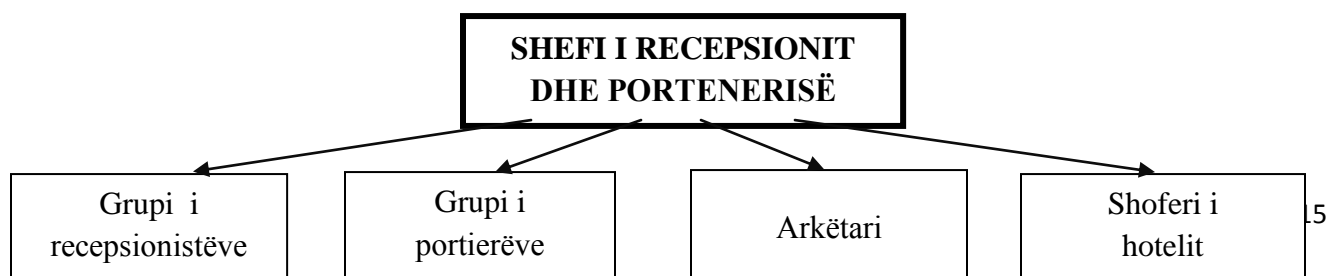 SHEFI I RECEPSIONIT
DHE PORTENERISË
Grupi i
recepsionistëve
Grupi i
portierëve
Arkëtari
Shoferi i
hotelit
15